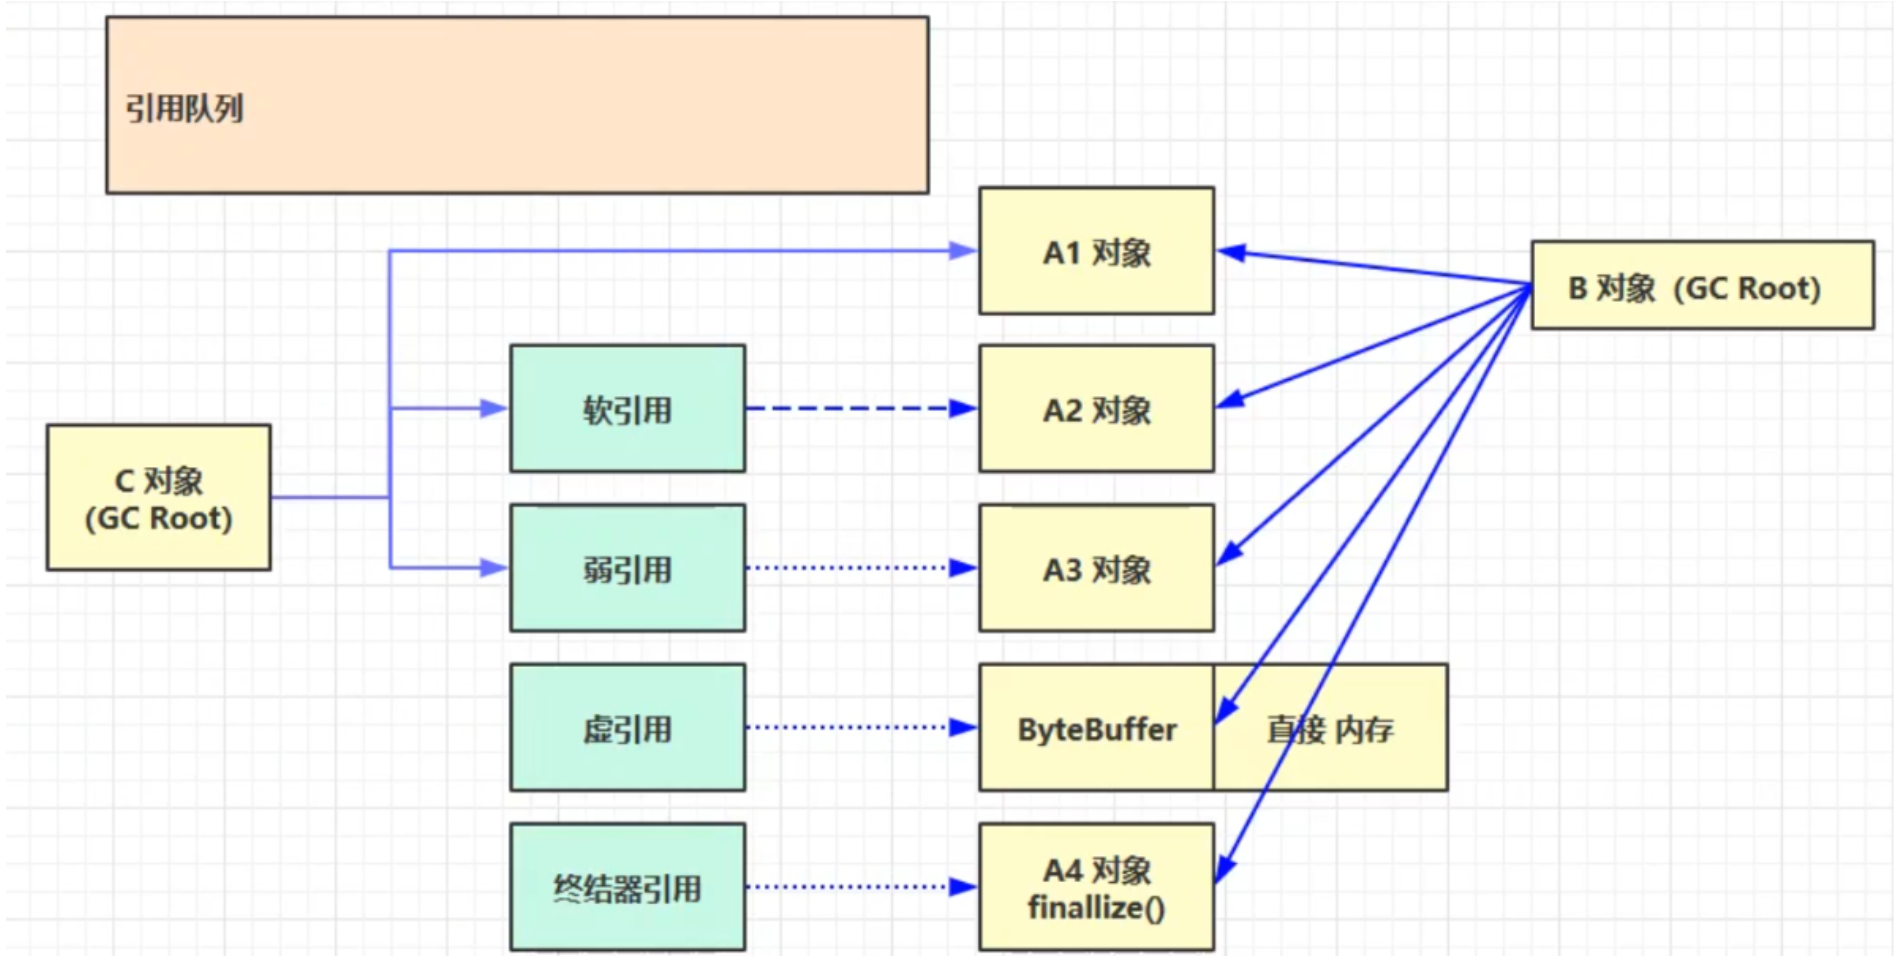 引用队列
A1 对象
B 对象 (GC Root)
软引用
A2 对象
C 对象
(GC Root)
弱引用
A3 对象
虚引用
ByteBuffer
直接 内存
终结器引用
A4 对象
finallize()